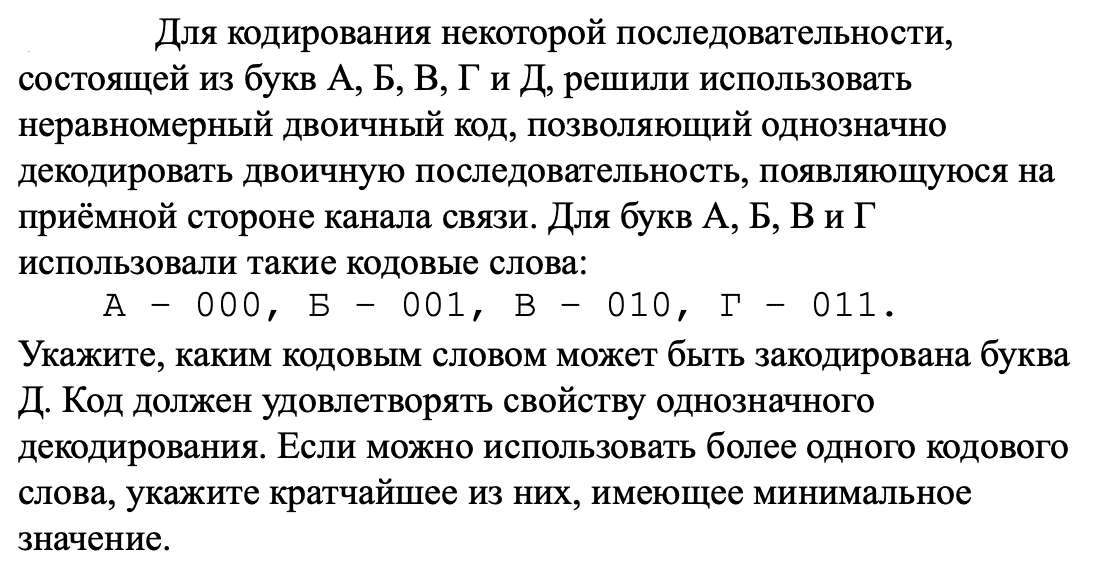 Для кодирования некоторой последовательности,
состоящей из букв А, Б, В, Г и Д, решили использовать
неравномерный двоичный код, позволяющий однозначно
декодировать двоичную последовательность, появляющуюся на
приёмной стороне канала связи. Для букв А, Б, В и Г
использовали такие кодовые слова:
А – 000, Б – 001, В – 010, Г – 011.
Укажите, каким кодовым словом может быть закодирована буква
Д. Код должен удовлетворять свойству однозначного
декодирования. Если можно использовать более одного кодового
слова, укажите кратчайшее из них, имеющее минимальное
значение.